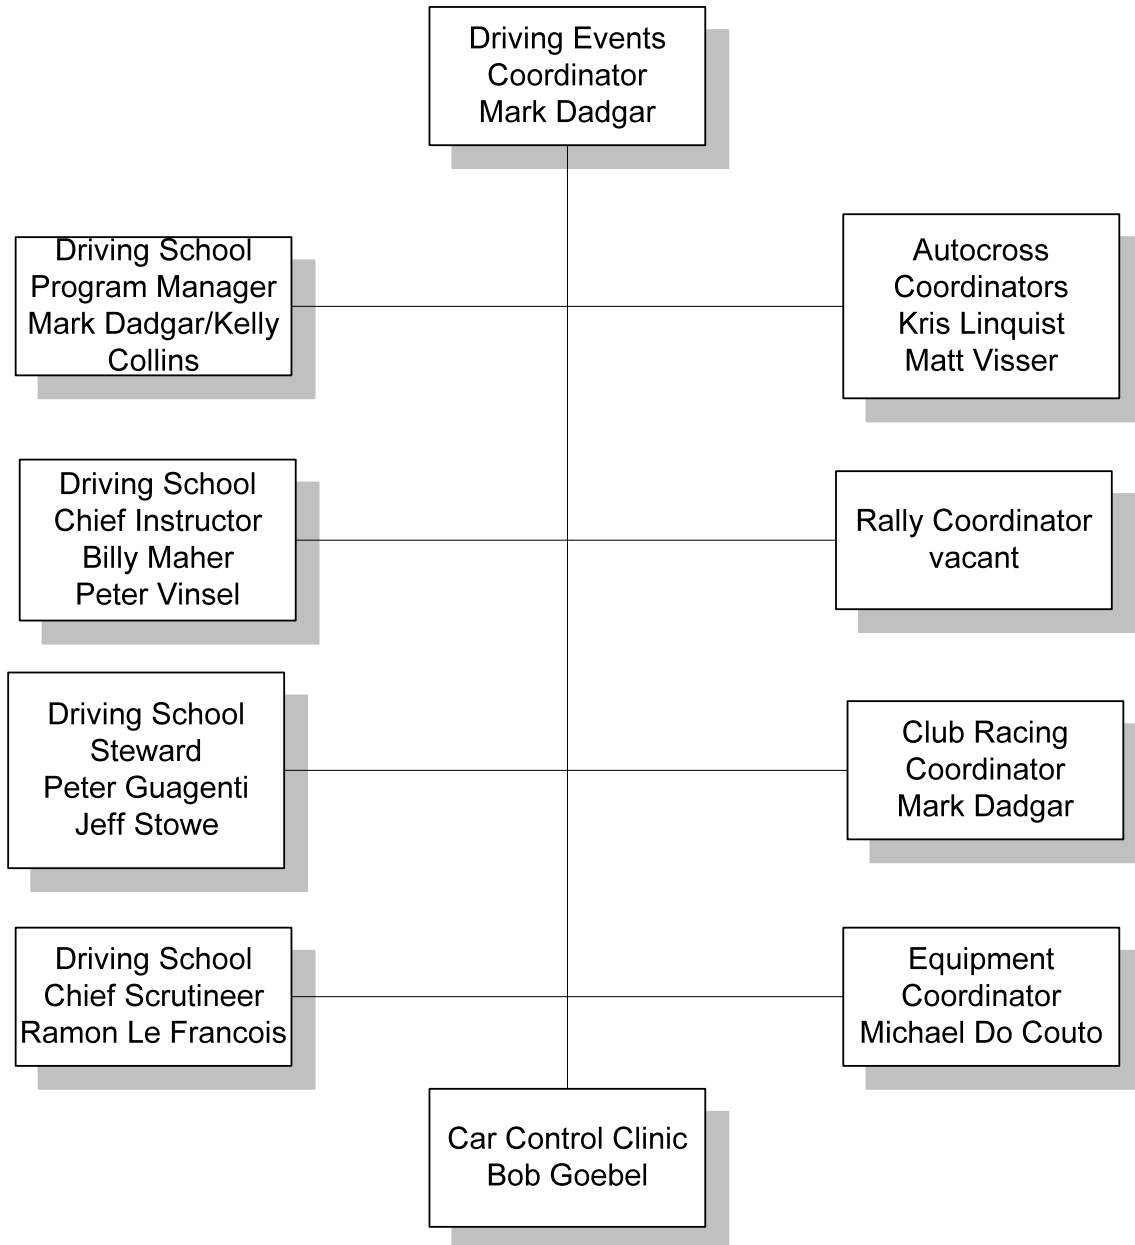 Driving Events
Coordinator
Mark Dadgar
Driving School
Program Manager
Mark Dadgar/Kelly
Collins
Autocross
Coordinators
Kris Linquist
Matt Visser
Driving School
Chief Instructor
Billy Maher
Peter Vinsel
Rally Coordinator
vacant
Driving School
Steward
Peter Guagenti
Jeff Stowe
Club Racing
Coordinator
Mark Dadgar
Driving School
Chief Scrutineer
Ramon Le Francois
Equipment
Coordinator
Michael Do Couto
Car Control Clinic
Bob Goebel